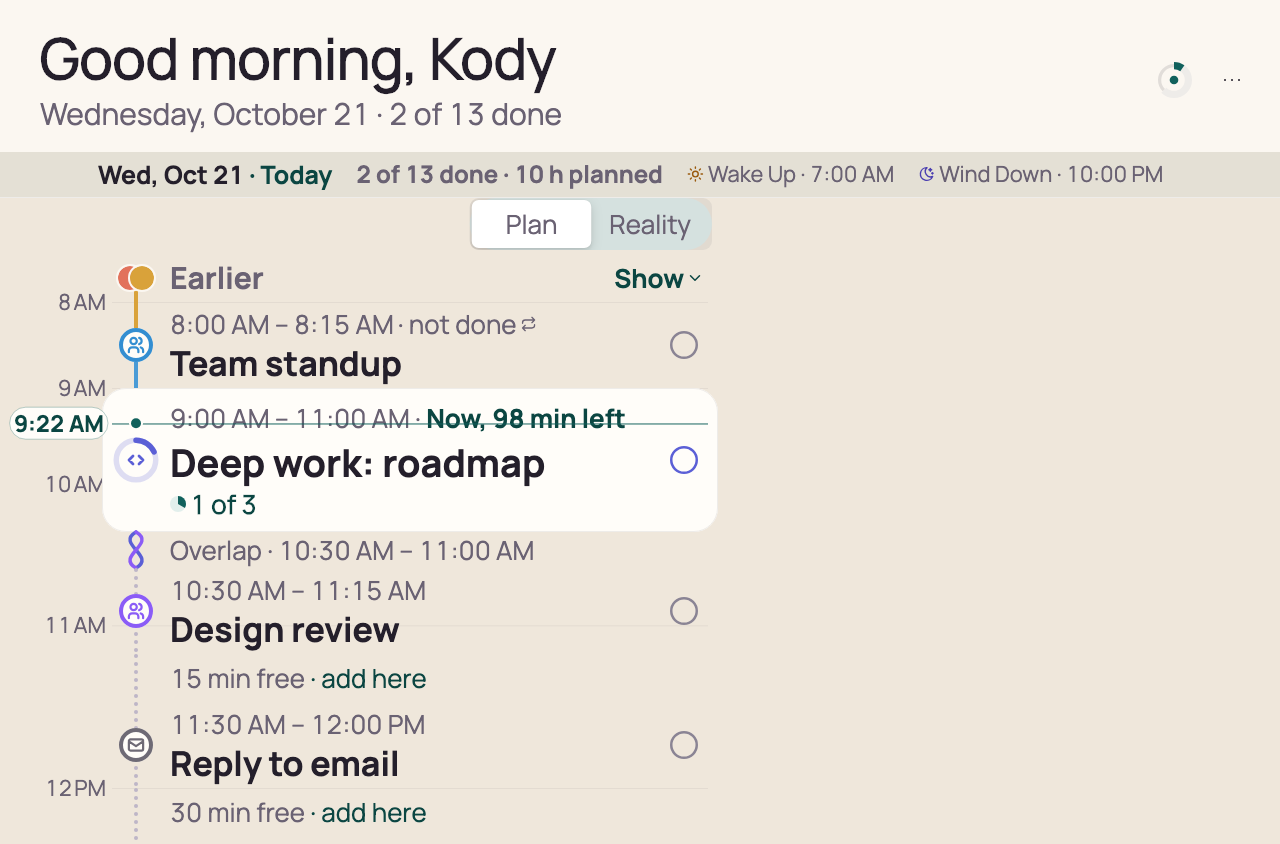 Good morning, Kody
Wednesday, October 21 · 2 of 13 done
...
Wed, Oct 21 · Today 2 of 13 done · 10 h planned Wake Up · 7:00 AM Wind Down · 10:00 PM
Plan Reality
Earlier Show
8 AM
8:00 AM – 8:15 AM · not done
Team standup
9 AM
9:00 AM – 11:00 AM · Now, 98 min left
9:22 AM
Deep work: roadmap
10 AM
1 of 3
Overlap · 10:30 AM – 11:00 AM
10:30 AM – 11:15 AM
11 AM
Design review
15 min free · add here
11:30 AM – 12:00 PM
Reply to email
12 PM
30 min free · add here